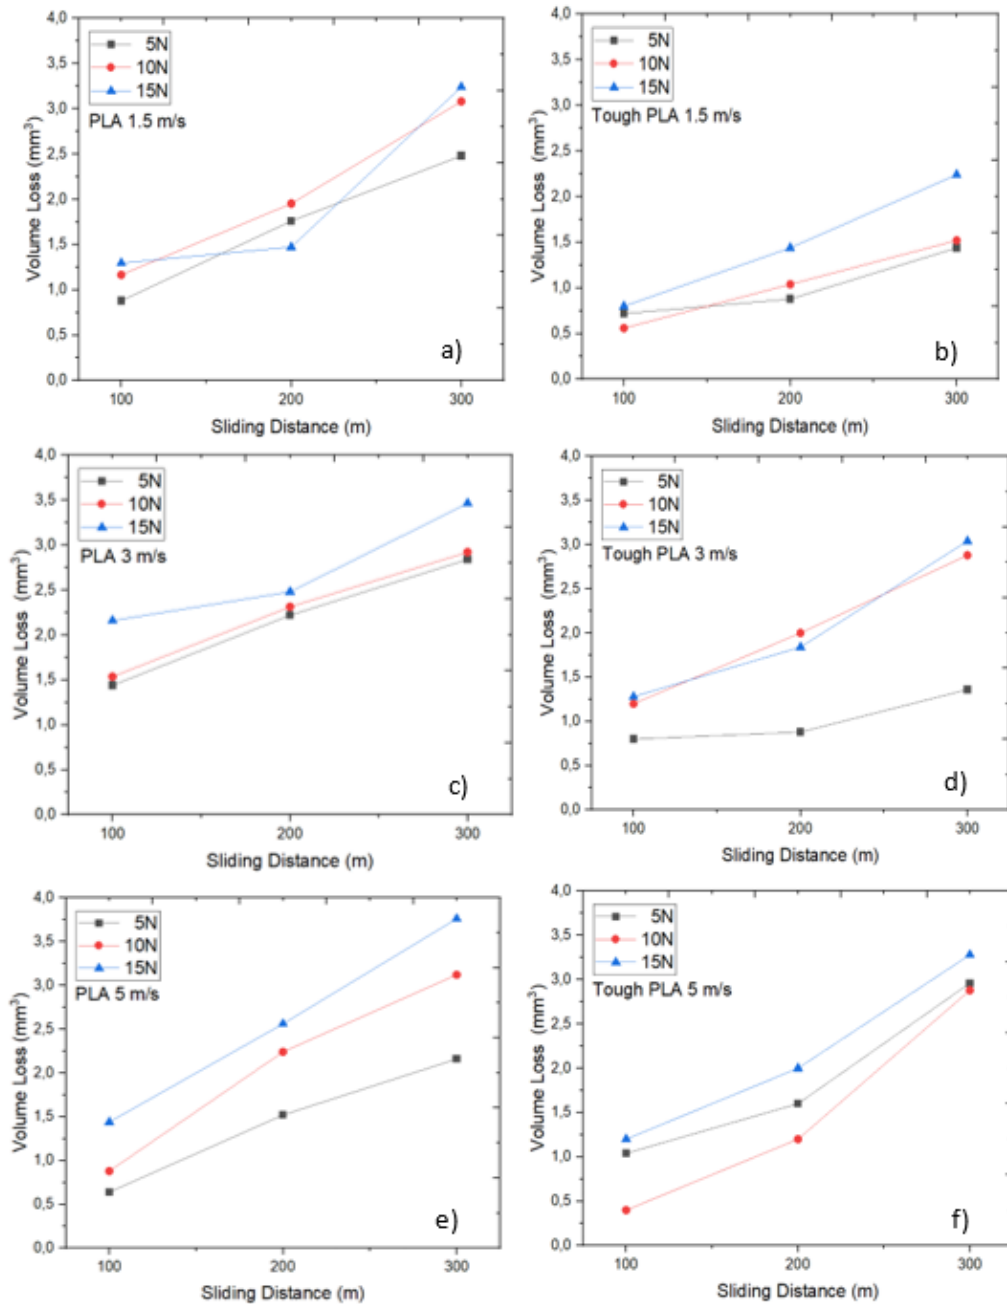 4,0
3,5
3,0
2,5
2,0
1,5
1,0
0,5
0,0
Volume Loss (mm³)
5N
10N
15N
PLA 1.5 m/s
a)
100
200
300
Sliding Distance (m)
4,0
3,5
3,0
2,5
2,0
1,5
1,0
0,5
0,0
Volume Loss (mm³)
5N
10N
15N
Tough PLA 1.5 m/s
b)
100
200
300
Sliding Distance (m)
4,0
3,5
3,0
2,5
2,0
1,5
1,0
0,5
0,0
Volume Loss (mm³)
5N
10N
15N
PLA 3 m/s
c)
100
200
300
Sliding Distance (m)
4,0
3,5
3,0
2,5
2,0
1,5
1,0
0,5
0,0
Volume Loss (mm³)
5N
10N
15N
Tough PLA 3 m/s
d)
100
200
300
Sliding Distance (m)
4,0
3,5
3,0
2,5
2,0
1,5
1,0
0,5
0,0
Volume Loss (mm³)
5N
10N
15N
PLA 5 m/s
e)
100
200
300
Sliding Distance (m)
4,0
3,5
3,0
2,5
2,0
1,5
1,0
0,5
0,0
Volume Loss (mm³)
5N
10N
15N
Tough PLA 5 m/s
f)
100
200
300
Sliding Distance (m)